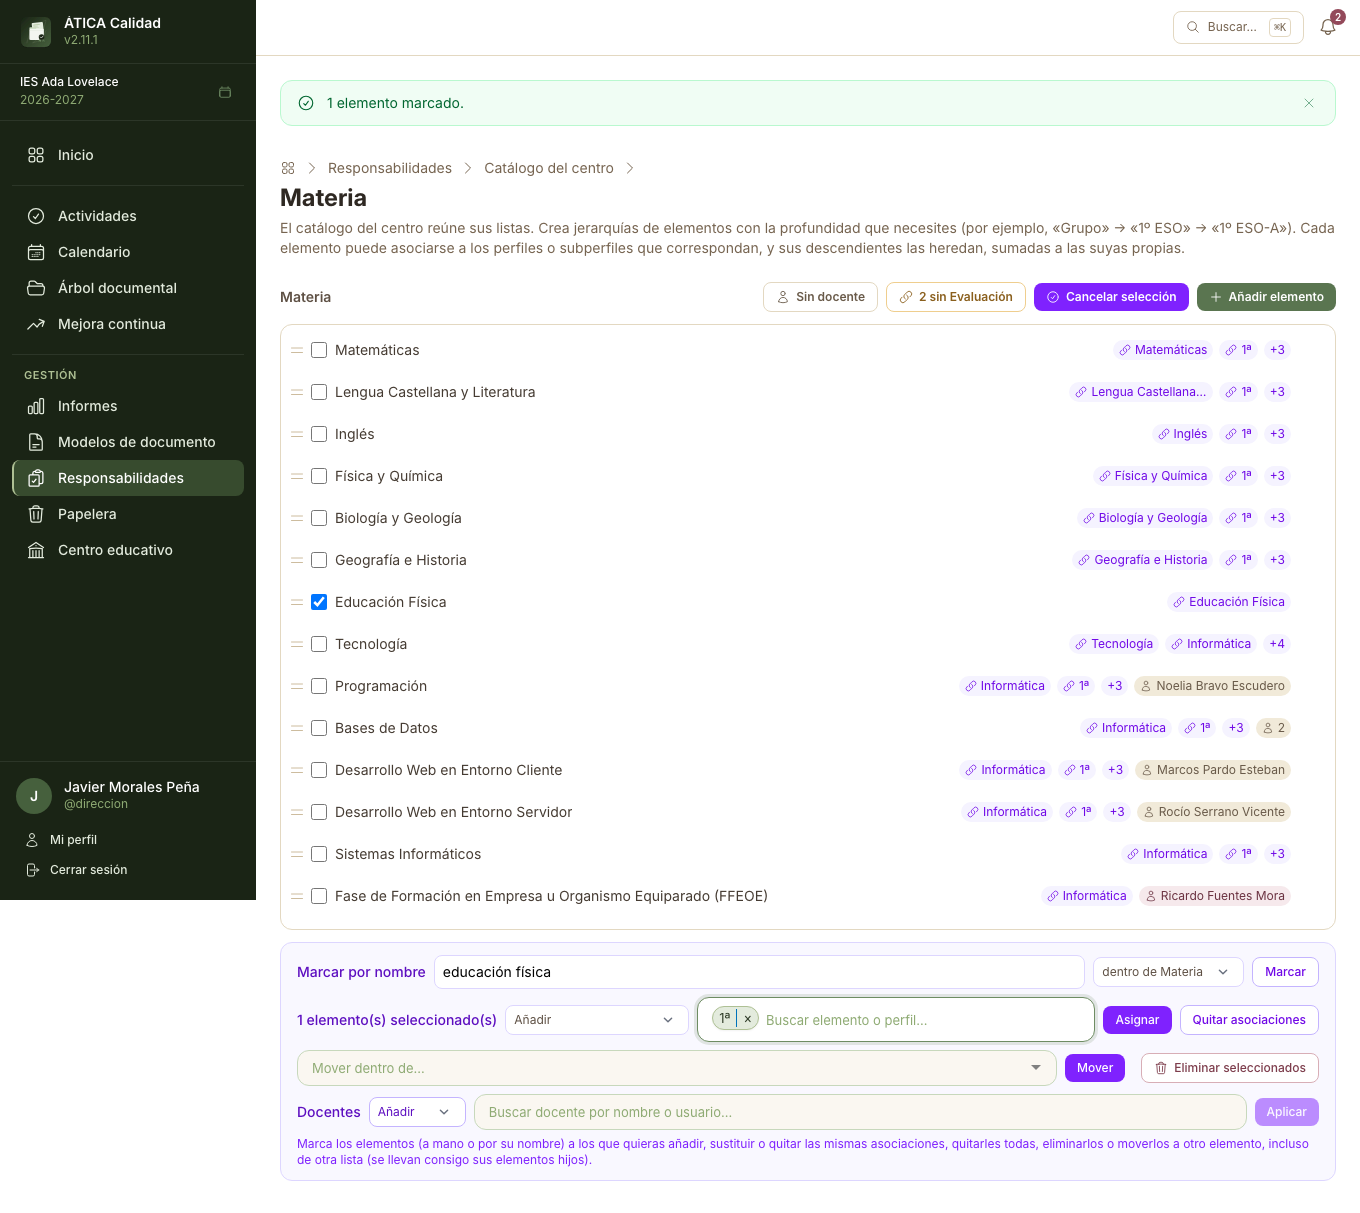 ÁTICA Calidad
v2.11.1
IES Ada Lovelace
2026-2027
Inicio
Actividades
Calendario
Árbol documental
Mejora continua
GESTIÓN
Informes
Modelos de documento
Responsabilidades
Papelera
Centro educativo
J
Javier Morales Peña
@direccion
Mi perfil
Cerrar sesión
Buscar... ⌘K
2
1 elemento marcado.
Responsabilidades Catálogo del centro
Materia
El catálogo del centro reúne sus listas. Crea jerarquías de elementos con la profundidad que necesites (por ejemplo, «Grupo» → «1º ESO» → «1º ESO-A»). Cada
elemento puede asociarse a los perfiles o subperfiles que correspondan, y sus descendientes las heredan, sumadas a las suyas propias.
Materia Sin docente 2 sin Evaluación Cancelar selección Añadir elemento
Matemáticas Matemáticas 1ª +3
Lengua Castellana y Literatura Lengua Castellana... 1ª +3
Inglés Inglés 1ª +3
Física y Química Física y Química 1ª +3
Biología y Geología Biología y Geología 1ª +3
Geografía e Historia Geografía e Historia 1ª +3
Educación Física Educación Física
Tecnología Tecnología Informática +4
Programación Informática 1ª +3 Noelia Bravo Escudero
Bases de Datos Informática 1ª +3 2
Desarrollo Web en Entorno Cliente Informática 1ª +3 Marcos Pardo Esteban
Desarrollo Web en Entorno Servidor Informática 1ª +3 Rocío Serrano Vicente
Sistemas Informáticos Informática 1ª +3
Fase de Formación en Empresa u Organismo Equiparado (FFEOE) Informática Ricardo Fuentes Mora
Marcar por nombre educación física dentro de Materia Marcar
1 elemento(s) seleccionado(s) Añadir 1ª × Buscar elemento o perfil... Asignar Quitar asociaciones
Mover dentro de... Mover Eliminar seleccionados
Docentes Añadir Buscar docente por nombre o usuario... Aplicar
Marca los elementos (a mano o por su nombre) a los que quieras añadir, sustituir o quitar las mismas asociaciones, quitarles todas, eliminarlos o moverlos a otro elemento, incluso
de otra lista (se llevan consigo sus elementos hijos).